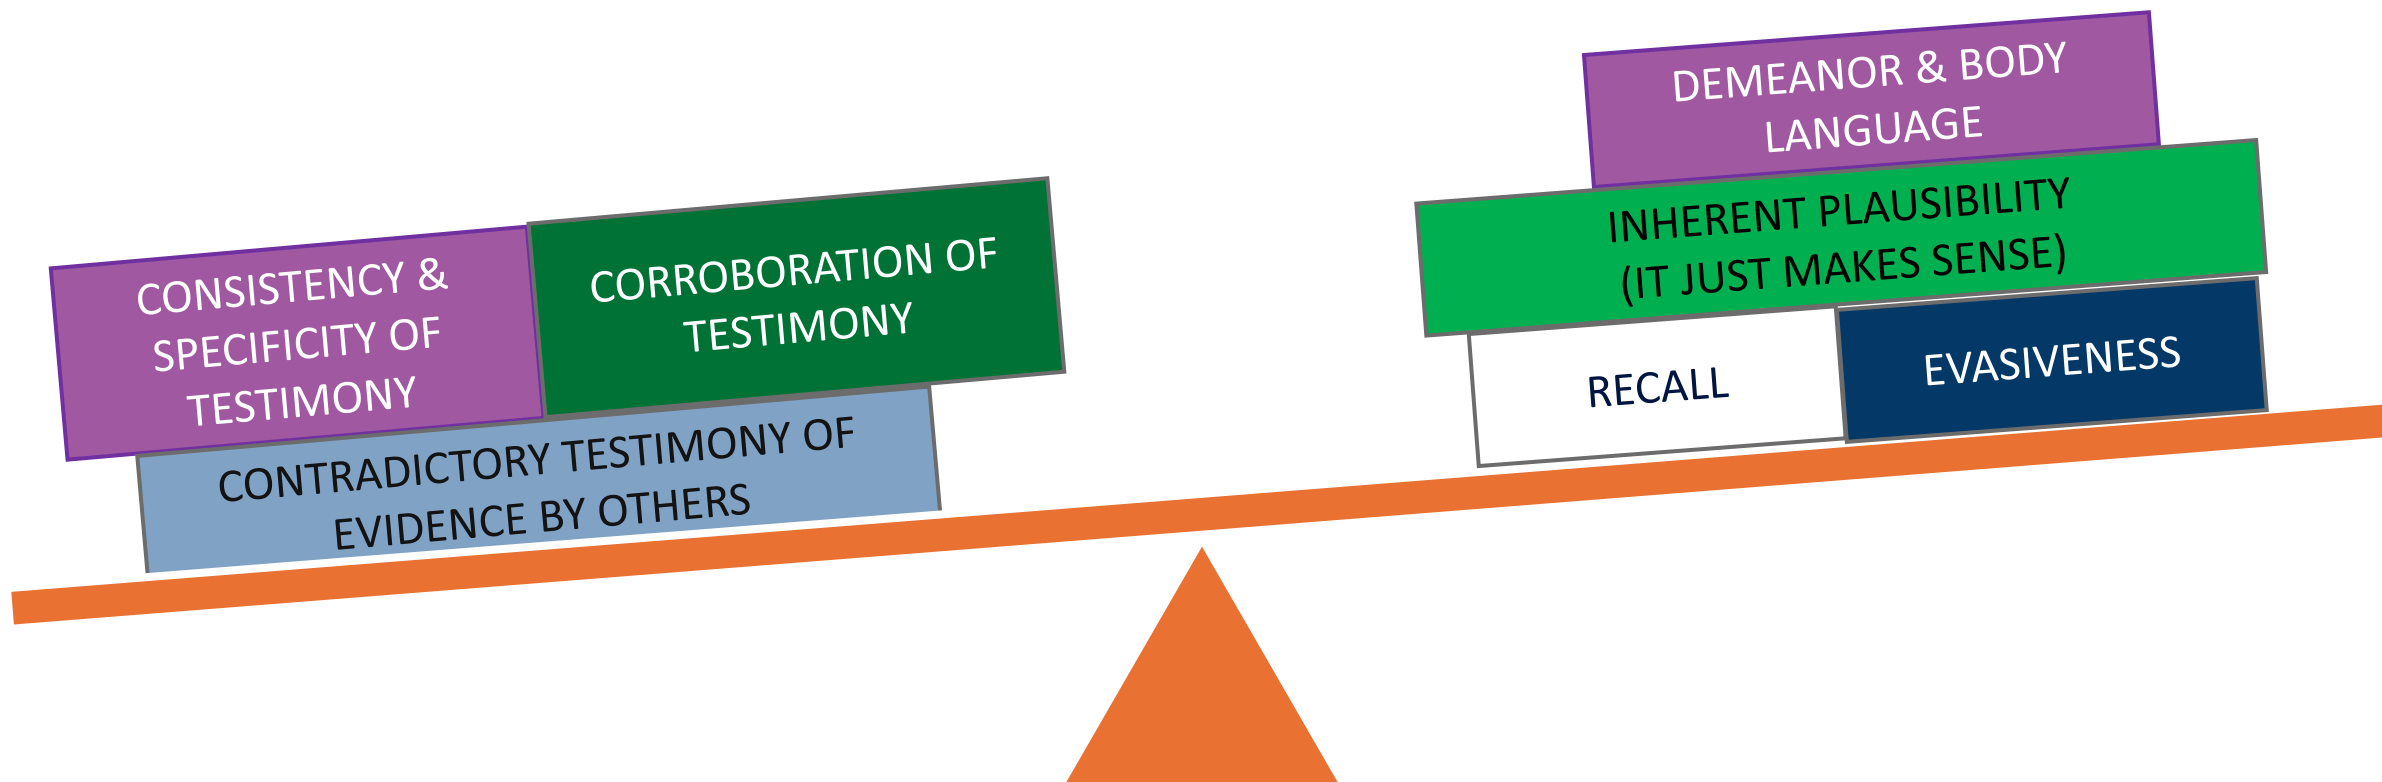 CONSISTENCY &
SPECIFICITY OF
TESTIMONY
CORROBORATION OF
TESTIMONY
CONTRADICTORY TESTIMONY OF
EVIDENCE BY OTHERS
DEMEANOR & BODY
LANGUAGE
INHERENT PLAUSIBILITY
(IT JUST MAKES SENSE)
RECALL
EVASIVENESS